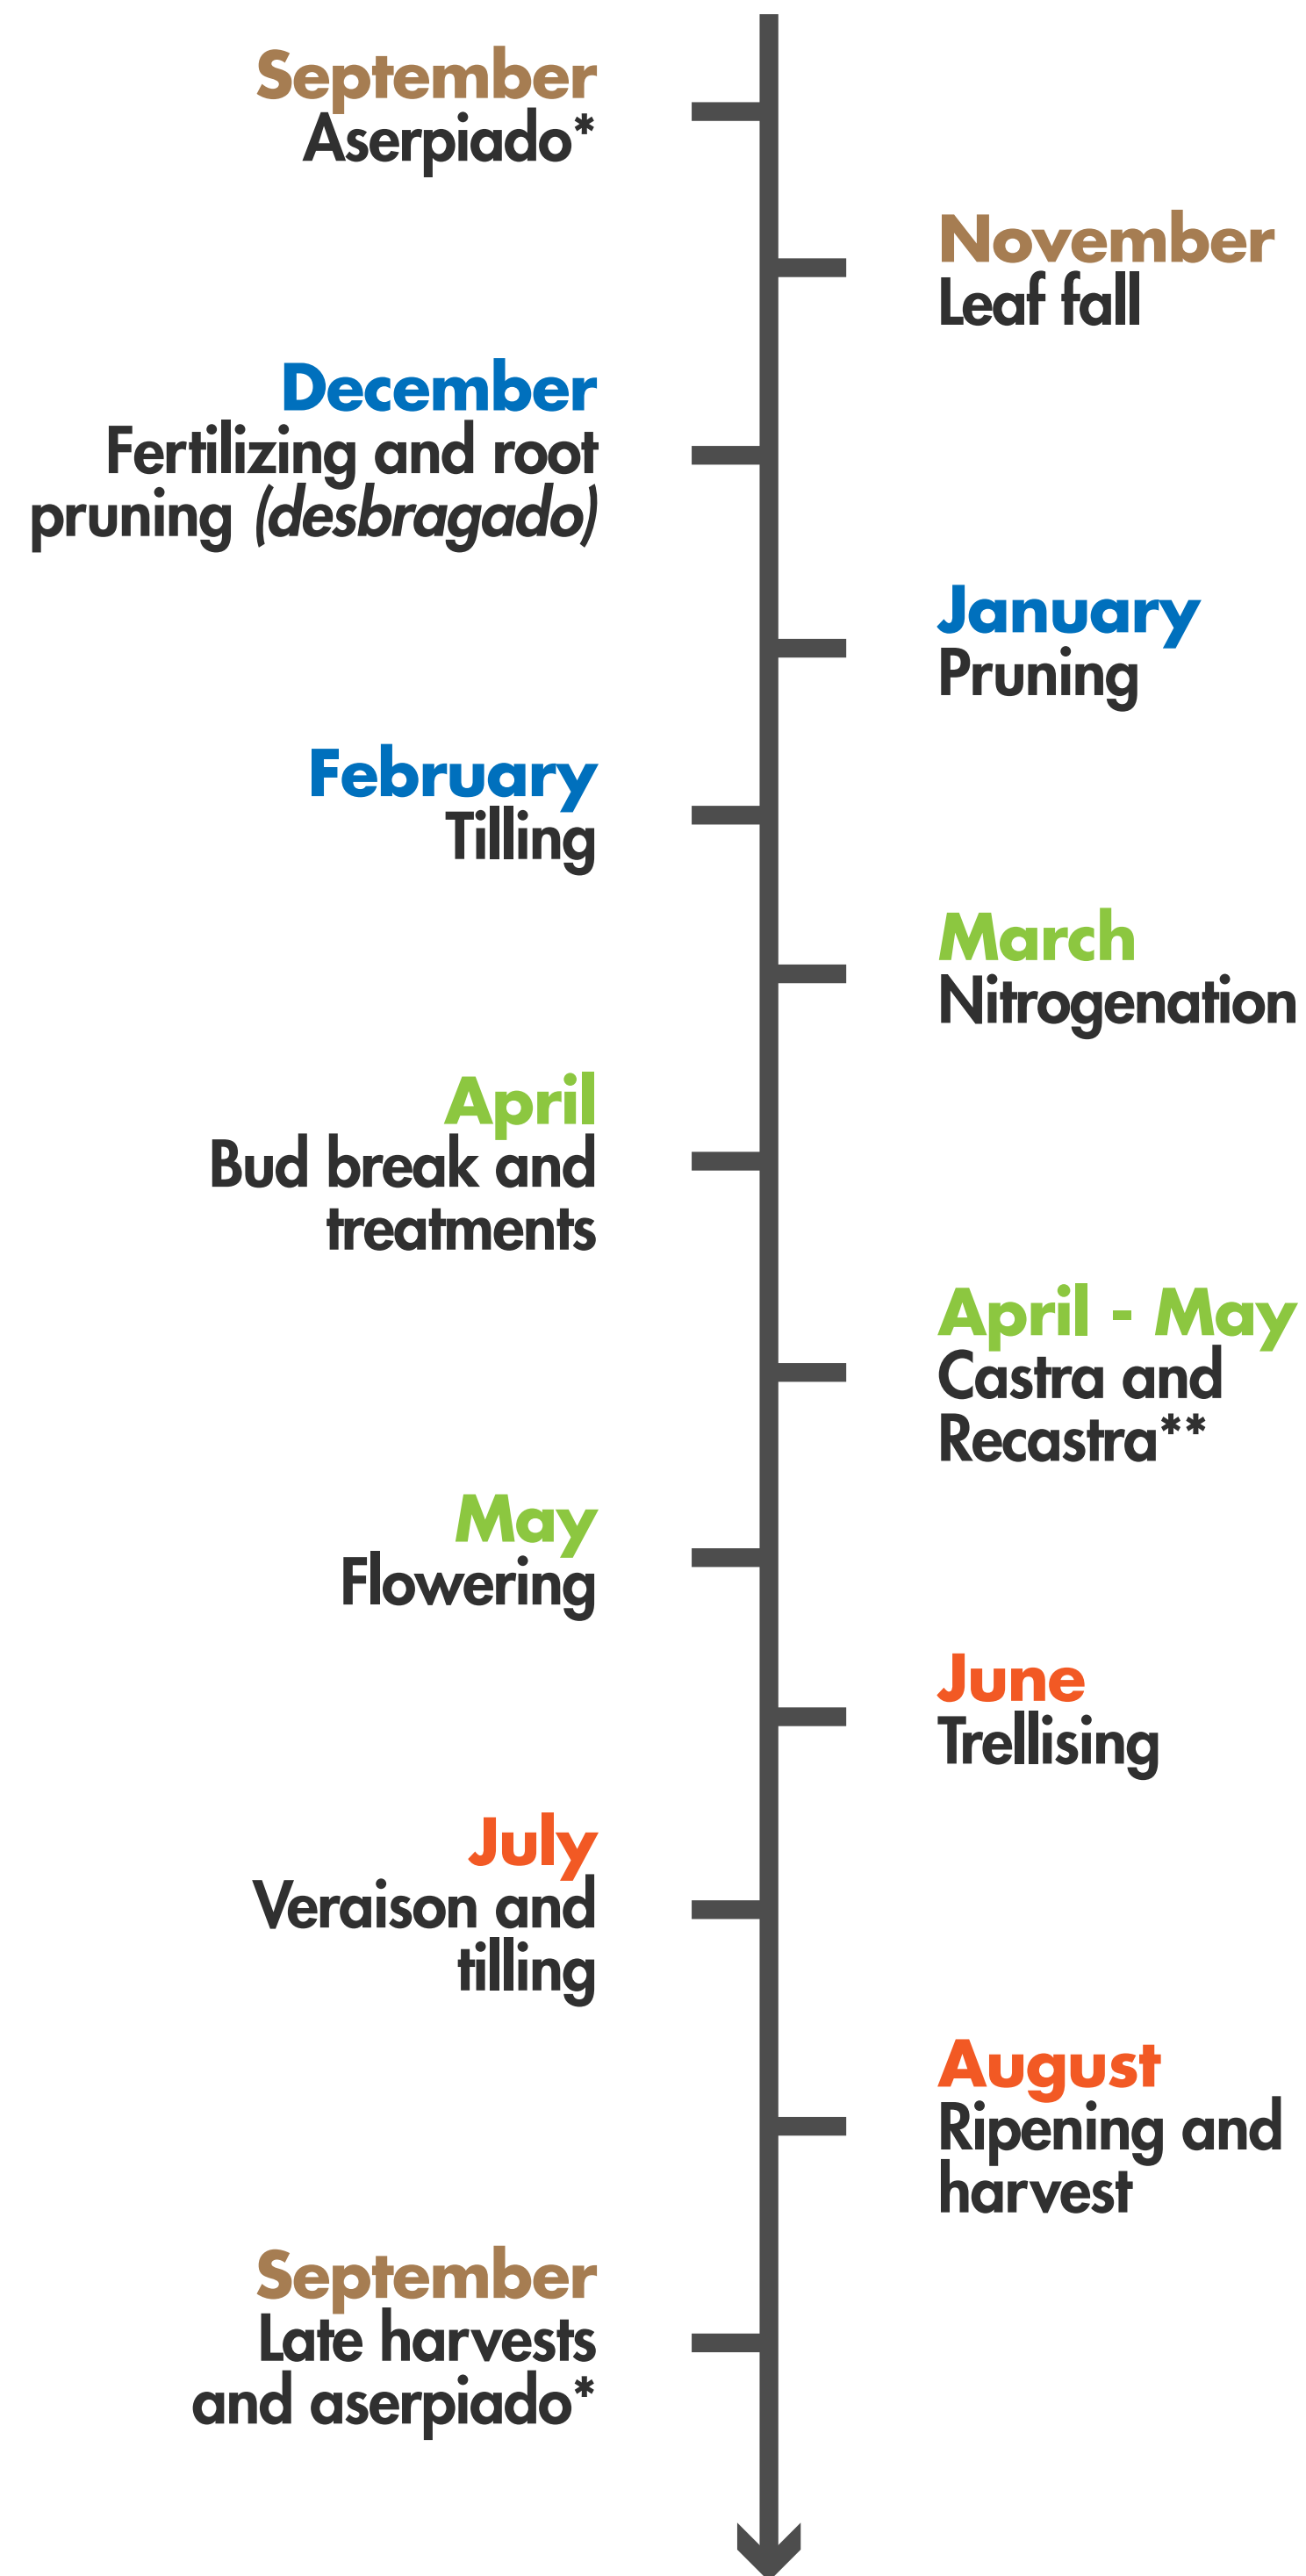 September
Aserpiado*
November
Leaf fall
December
Fertilizing and root
pruning (desbragado)
January
Pruning
February
Tilling
March
Nitrogenation
April
Bud break and
treatments
April - May
Castra and
Recastra**
May
Flowering
June
Trellising
July
Veraison and
tilling
August
Ripening and
harvest
September
Late harvests
and aserpiado*